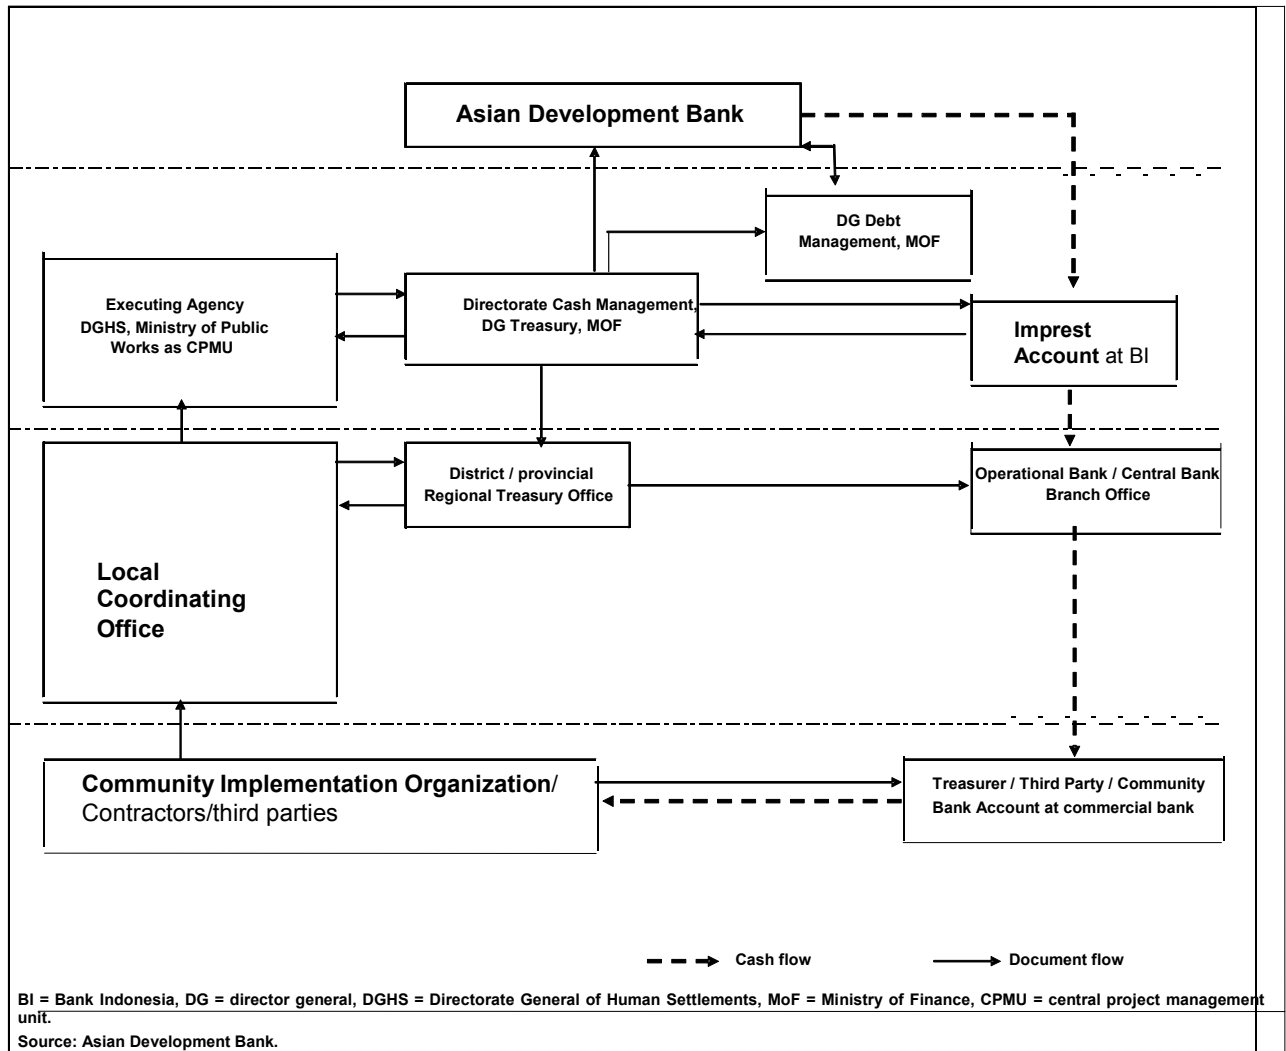 Asian Development Bank
DG Debt
Management, MOF
Executing Agency
DGHS, Ministry of Public
Works as CPMU
Directorate Cash Management,
DG Treasury, MOF
Imprest
Account at BI
Local
Coordinating
Office
District / provincial
Regional Treasury Office
Operational Bank / Central Bank
Branch Office
Community Implementation Organization/
Contractors/third parties
Treasurer / Third Party / Community
Bank Account at commercial bank
Cash flow
Document flow
BI = Bank Indonesia, DG = director general, DGHS = Directorate General of Human Settlements, MoF = Ministry of Finance, CPMU = central project management
unit.
Source: Asian Development Bank.